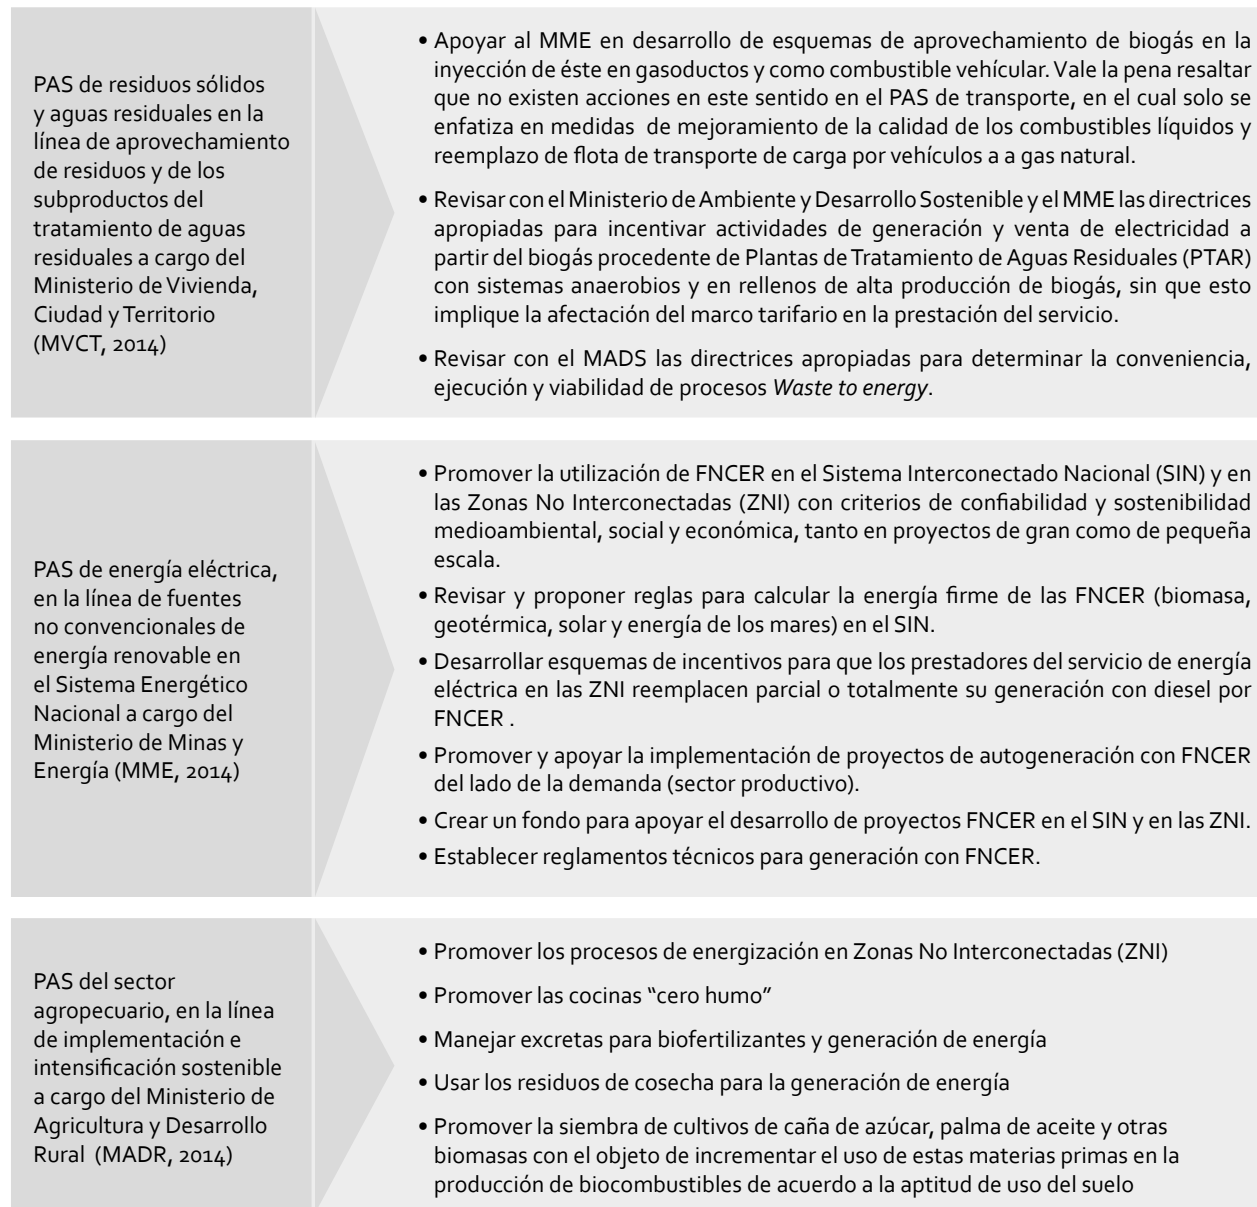 PAS de residuos sólidos
y aguas residuales en la
línea de aprovechamiento
de residuos y de los
subproductos del
tratamiento de aguas
residuales a cargo del
Ministerio de Vivienda,
Ciudad y Territorio
(MVCT, 2014)
• Apoyar al MME en desarrollo de esquemas de aprovechamiento de biogás en la
inyección de éste en gasoductos y como combustible vehícular. Vale la pena resaltar
que no existen acciones en este sentido en el PAS de transporte, en el cual solo se
enfatiza en medidas de mejoramiento de la calidad de los combustibles líquidos y
reemplazo de flota de transporte de carga por vehículos a a gas natural.
• Revisar con el Ministerio de Ambiente y Desarrollo Sostenible y el MME las directrices
apropiadas para incentivar actividades de generación y venta de electricidad a
partir del biogás procedente de Plantas de Tratamiento de Aguas Residuales (PTAR)
con sistemas anaerobios y en rellenos de alta producción de biogás, sin que esto
implique la afectación del marco tarifario en la prestación del servicio.
• Revisar con el MADS las directrices apropiadas para determinar la conveniencia,
ejecución y viabilidad de procesos Waste to energy.
PAS de energía eléctrica,
en la línea de fuentes
no convencionales de
energía renovable en
el Sistema Energético
Nacional a cargo del
Ministerio de Minas y
Energía (MME, 2014)
• Promover la utilización de FNCER en el Sistema Interconectado Nacional (SIN) y en
las Zonas No Interconectadas (ZNI) con criterios de confiabilidad y sostenibilidad
medioambiental, social y económica, tanto en proyectos de gran como de pequeña
escala.
• Revisar y proponer reglas para calcular la energía firme de las FNCER (biomasa,
geotérmica, solar y energía de los mares) en el SIN.
• Desarrollar esquemas de incentivos para que los prestadores del servicio de energía
eléctrica en las ZNI reemplacen parcial o totalmente su generación con diesel por
FNCER .
• Promover y apoyar la implementación de proyectos de autogeneración con FNCER
del lado de la demanda (sector productivo).
• Crear un fondo para apoyar el desarrollo de proyectos FNCER en el SIN y en las ZNI.
• Establecer reglamentos técnicos para generación con FNCER.
PAS del sector
agropecuario, en la línea
de implementación e
intensificación sostenible
a cargo del Ministerio de
Agricultura y Desarrollo
Rural (MADR, 2014)
• Promover los procesos de energización en Zonas No Interconectadas (ZNI)
• Promover las cocinas “cero humo”
• Manejar excretas para biofertilizantes y generación de energía
• Usar los residuos de cosecha para la generación de energía
• Promover la siembra de cultivos de caña de azúcar, palma de aceite y otras
biomasas con el objeto de incrementar el uso de estas materias primas en la
producción de biocombustibles de acuerdo a la aptitud de uso del suelo